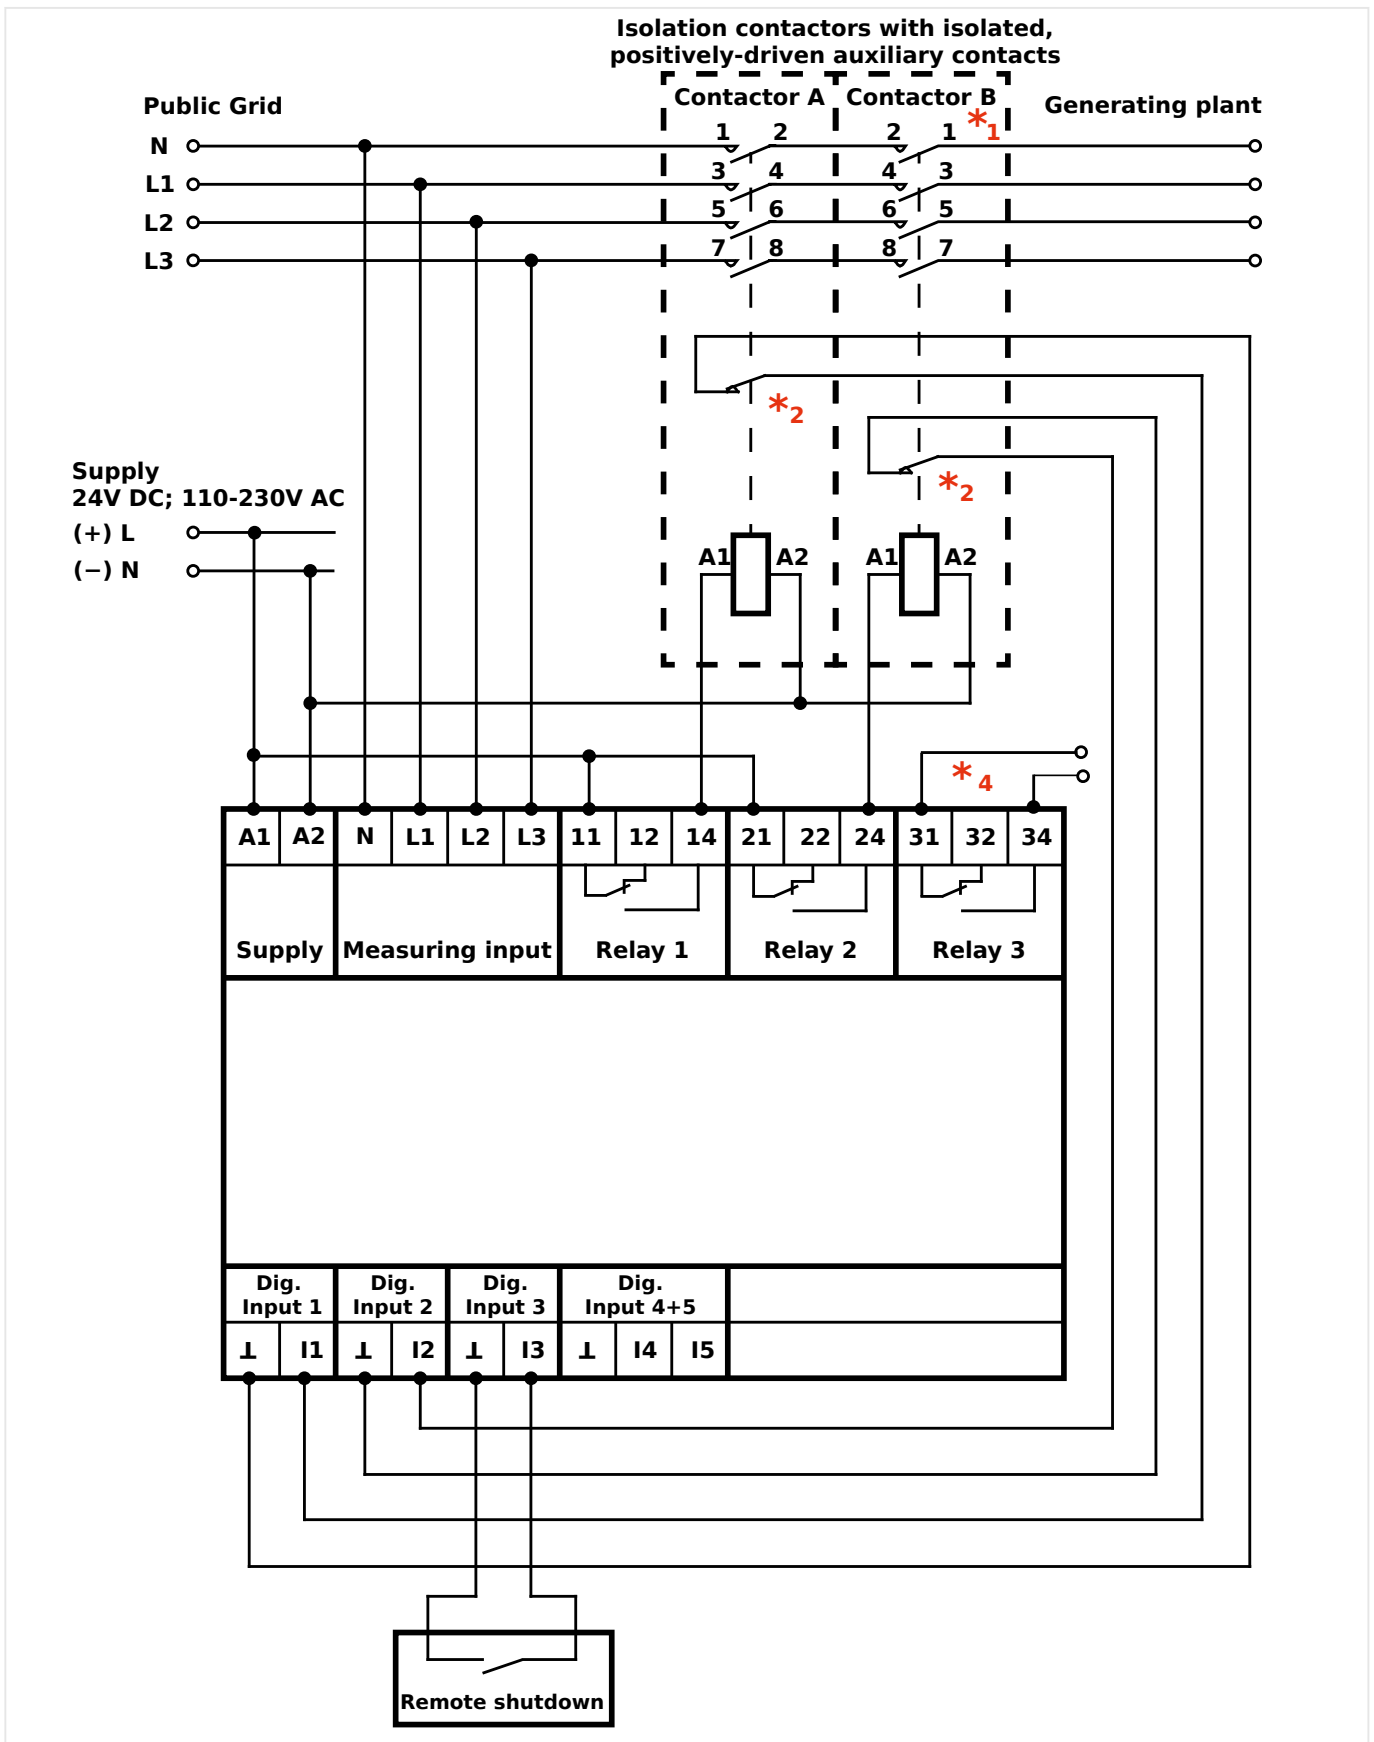 Isolation contactors with isolated,
positively-driven auxiliary contacts
Contactor A Contactor B
Public Grid
Generating plant
*1
N
1 2 2 1
L1
3 4 4 3
L2
5 6 6 5
L3
7 8 8 7
*2
*2
Supply
24V DC; 110-230V AC
(+) L
(−) N
A1 A2 A1 A2
*4
A1 A2 N L1 L2 L3 11 12 14 21 22 24 31 32 34
Supply Measuring input Relay 1 Relay 2 Relay 3
Dig.
Input 1
Dig.
Input 2
Dig.
Input 3
Dig.
Input 4+5
⊥ I1 ⊥ I2 ⊥ I3 ⊥ I4 I5
Remote shutdown